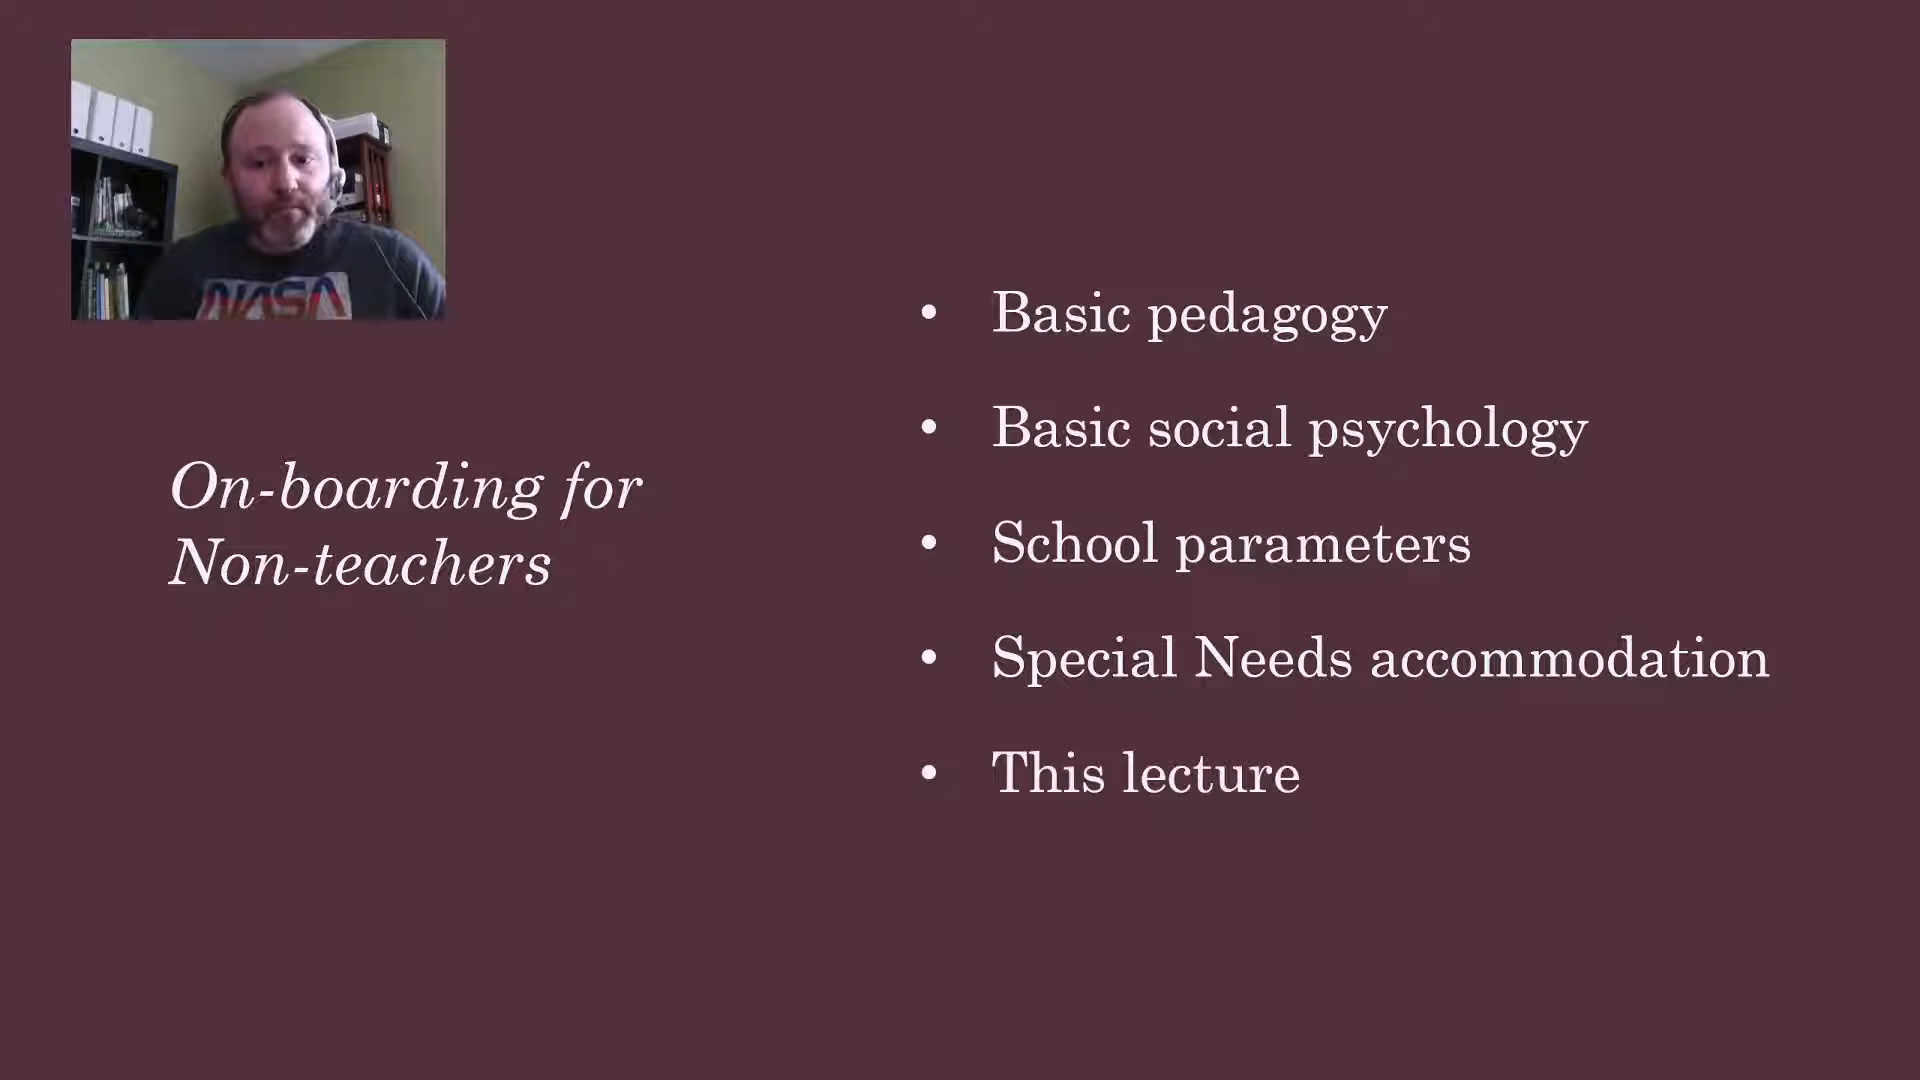 NASA
On-boarding for
Non-teachers
• Basic pedagogy
• Basic social psychology
• School parameters
• Special Needs accommodation
• This lecture